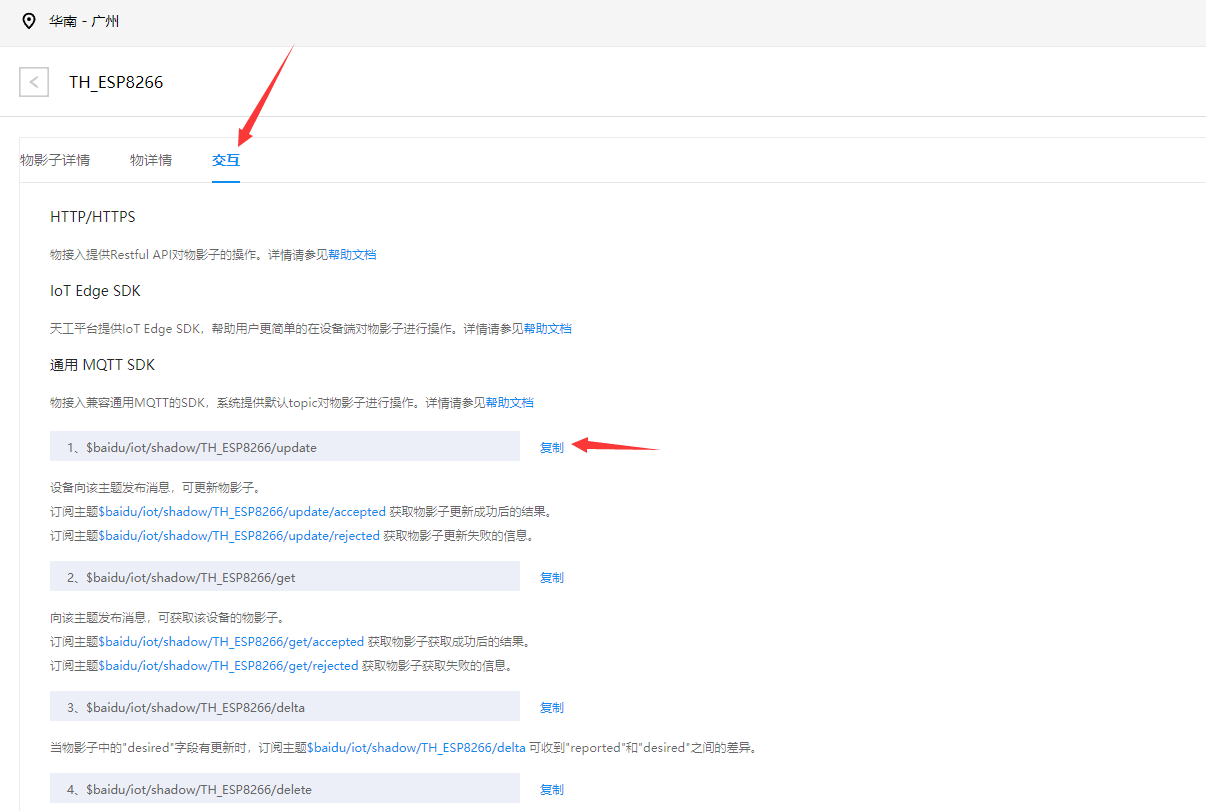 华南 - 广州
TH_ESP8266
物影子详情 物详情 交互
HTTP/HTTPS
物接入提供Restful API对物影子的操作。详情请参见帮助文档
IoT Edge SDK
天工平台提供IoT Edge SDK，帮助用户更简单的在设备端对物影子进行操作。详情请参见帮助文档
通用 MQTT SDK
物接入兼容通用MQTT的SDK，系统提供默认topic对物影子进行操作。详情请参见帮助文档
1、$baidu/iot/shadow/TH_ESP8266/update 复制
设备向该主题发布消息，可更新物影子。
订阅主题$baidu/iot/shadow/TH_ESP8266/update/accepted 获取物影子更新成功后的结果。
订阅主题$baidu/iot/shadow/TH_ESP8266/update/rejected 获取物影子更新失败的信息。
2、$baidu/iot/shadow/TH_ESP8266/get 复制
向该主题发布消息，可获取该设备的物影子。
订阅主题$baidu/iot/shadow/TH_ESP8266/get/accepted 获取物影子获取成功后的结果。
订阅主题$baidu/iot/shadow/TH_ESP8266/get/rejected 获取物影子获取失败的信息。
3、$baidu/iot/shadow/TH_ESP8266/delta 复制
当物影子中的"desired"字段有更新时，订阅主题$baidu/iot/shadow/TH_ESP8266/delta 可收到"reported"和"desired"之间的差异。
4、$baidu/iot/shadow/TH_ESP8266/delete 复制